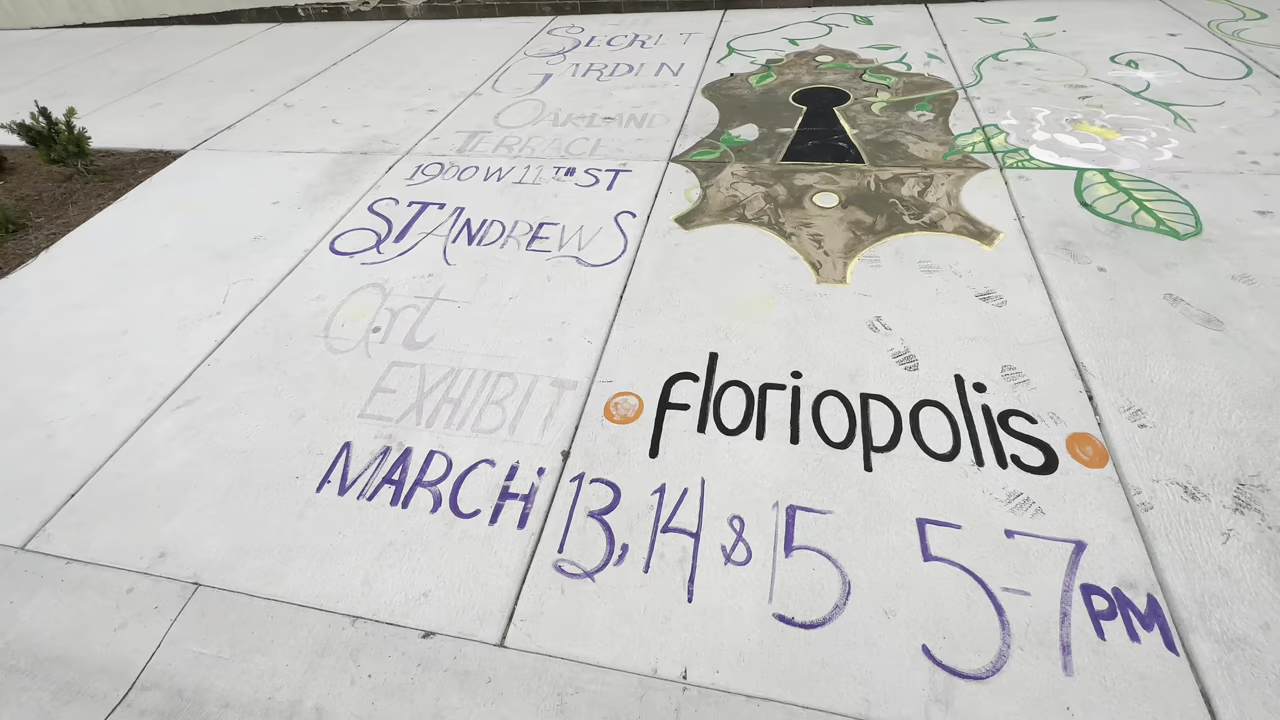 SECRET
GARDEN
OAKLAND
TERRACE
1900 W 11TH ST
ST ANDREWS
Art
EXHIBIT
floriopolis
MARCH 13, 14 & 15 5-7 PM